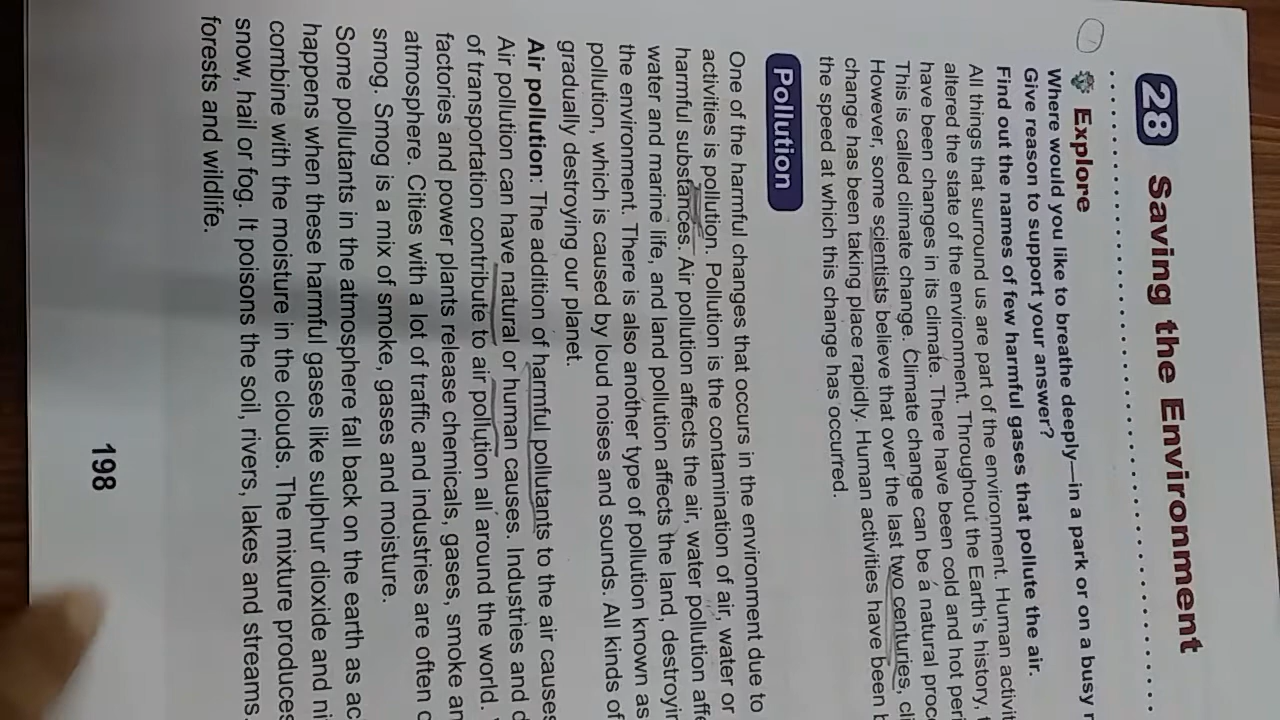 28 Saving the Environment
Explore
Where would you like to breathe deeply—in a park or on a busy
Give reason to support your answer?
Find out the names of few harmful gases that pollute the air.
All things that surround us are part of the environment. Human
altered the state of the environment. Throughout the Earth's history,
have been changes in its climate. There have been cold and hot
This is called climate change. Climate change can be a natural
However, some scientists believe that over the last two centuries,
change has been taking place rapidly. Human activities have been
the speed at which this change has occurred.
Pollution
One of the harmful changes that occurs in the environment due to
activities is pollution. Pollution is the contamination of air, water or
harmful substances. Air pollution affects the air, water pollution
water and marine life, and land pollution affects the land,
the environment. There is also another type of pollution known as
pollution, which is caused by loud noises and sounds. All kinds of
gradually destroying our planet.
Air pollution: The addition of harmful pollutants to the air
Air pollution can have natural or human causes. Industries and
of transportation contribute to air pollution all around the world.
factories and power plants release chemicals, gases, smoke
atmosphere. Cities with a lot of traffic and industries are often
smog. Smog is a mix of smoke, gases and moisture.
Some pollutants in the atmosphere fall back on the earth as
happens when these harmful gases like sulphur dioxide and
combine with the moisture in the clouds. The mixture produces
snow, hail or fog. It poisons the soil, rivers, lakes and streams.
forests and wildlife.
198